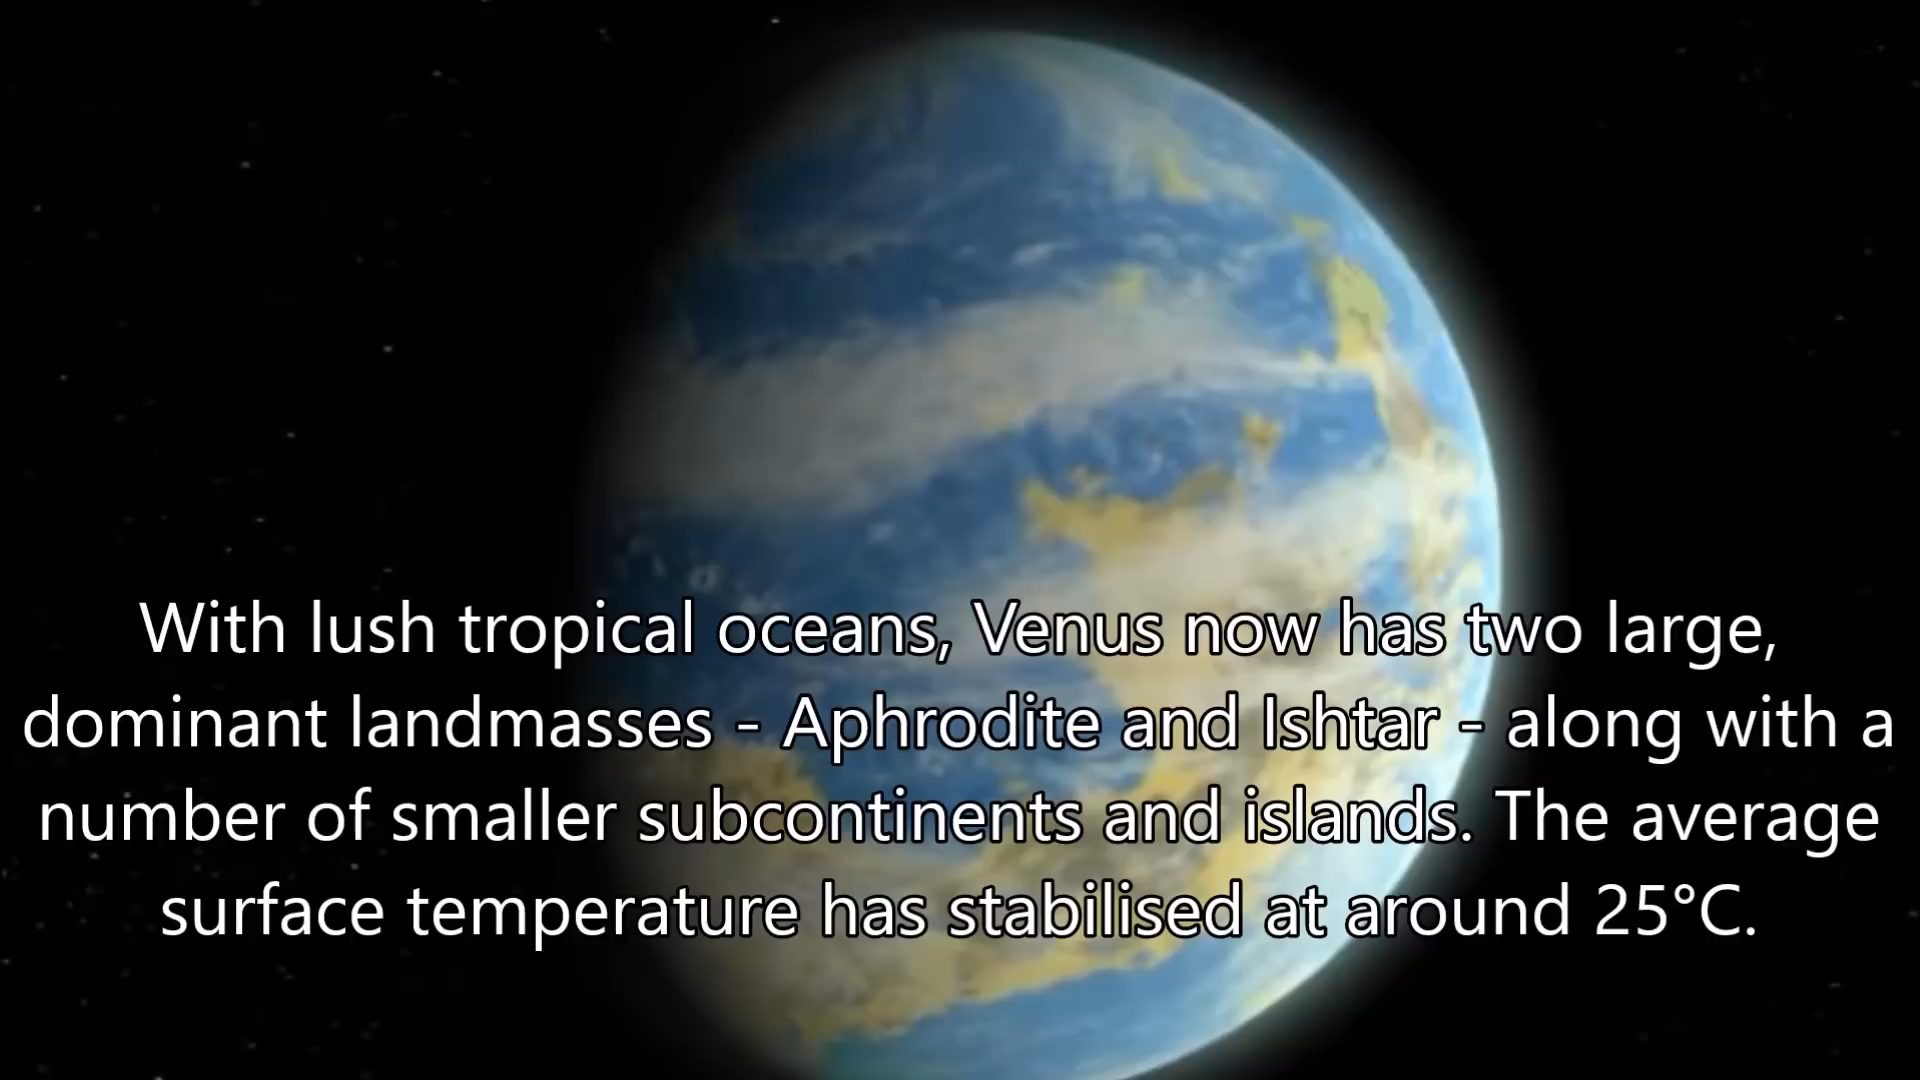 With lush tropical oceans, Venus now has two large,
dominant landmasses - Aphrodite and Ishtar - along with a
number of smaller subcontinents and islands. The average
surface temperature has stabilised at around 25°C.